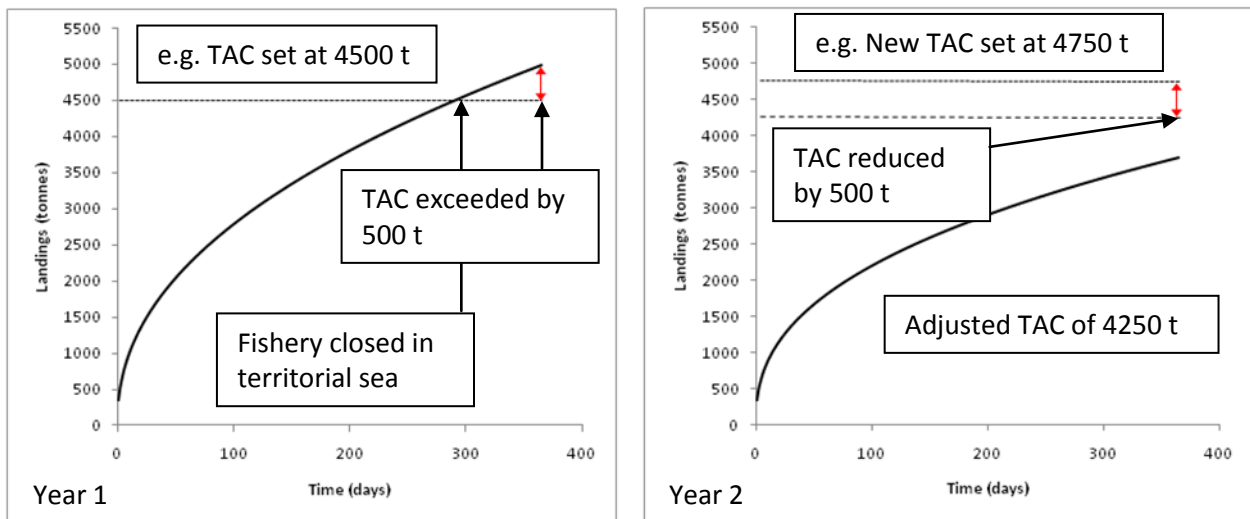 5500
5000
4500
4000
3500
3000
2500
2000
1500
1000
500
0
Landings (tonnes)
e.g. TAC set at 4500 t
TAC exceeded by
500 t
Fishery closed in
territorial sea
0 100 200 300 400
Time (days)
Year 1
5500
5000
4500
4000
3500
3000
2500
2000
1500
1000
500
0
Landings (tonnes)
e.g. New TAC set at 4750 t
TAC reduced
by 500 t
Adjusted TAC of 4250 t
0 100 200 300 400
Time (days)
Year 2